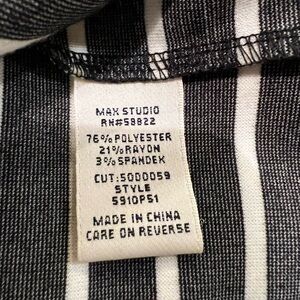 MAX STUDIO
RN#58822
76%POLYESTER
21%RAYON
3%SPANDEX
CUT:5000059
STYLE
5910P51
MADE IN CHINA
CARE ON REVERSE